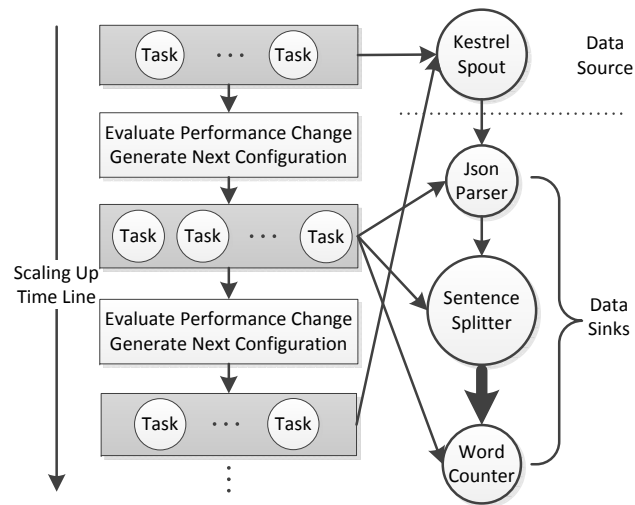 Task ... Task
Kestrel
Spout
Data
Source
Evaluate Performance Change
Generate Next Configuration
Json
Parser
Task Task ... Task
Scaling Up
Time Line
Sentence
Splitter
Data
Sinks
Evaluate Performance Change
Generate Next Configuration
Task ... Task
Word
Counter